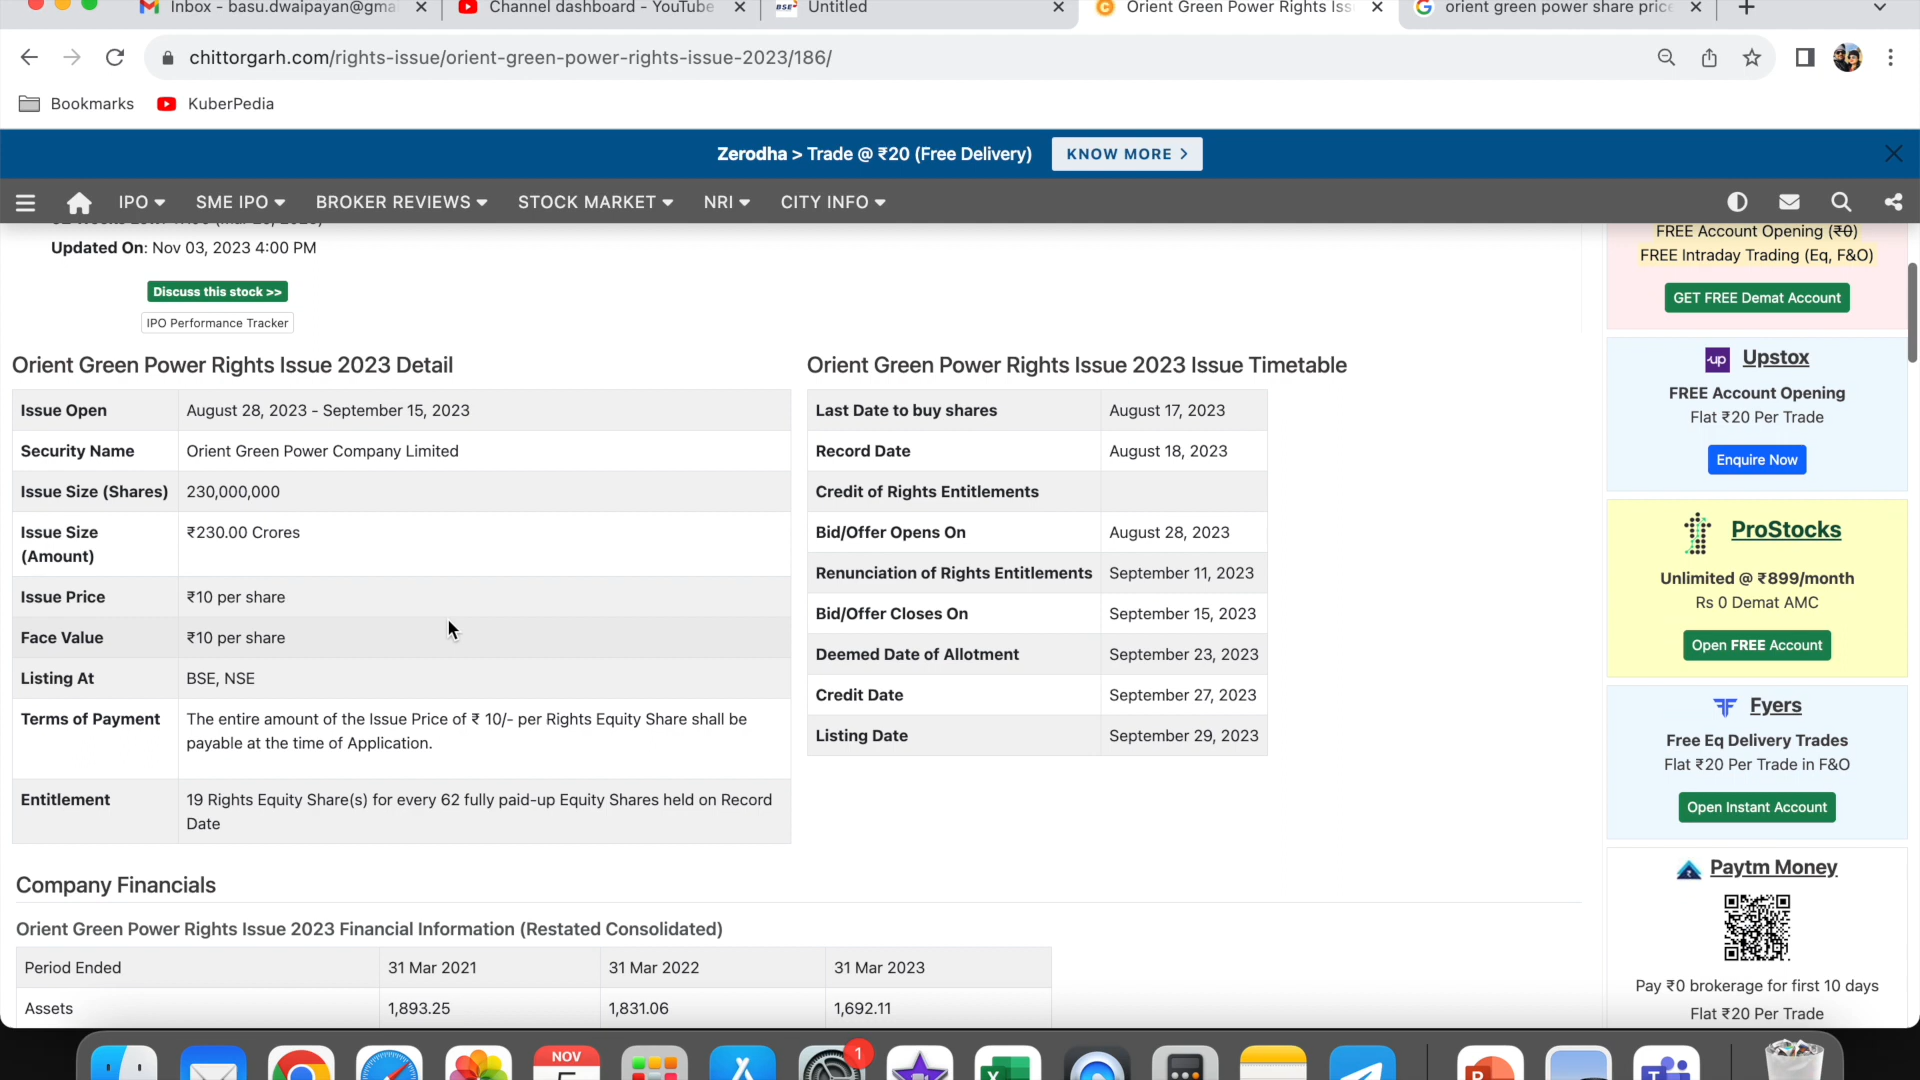 Inbox - basu.dwaipayan@gma
Channel dashboard - YouTube
BSE
Untitled
Orient Green Power Rights Iss
orient green power share price
chittorgarh.com/rights-issue/orient-green-power-rights-issue-2023/186/
Bookmarks
KuberPedia
Zerodha > Trade @ ₹20 (Free Delivery)
KNOW MORE >
IPO
SME IPO
BROKER REVIEWS
STOCK MARKET
NRI
CITY INFO
Updated On: Nov 03, 2023 4:00 PM
Discuss this stock >>
IPO Performance Tracker
Orient Green Power Rights Issue 2023 Detail
Issue Open August 28, 2023 - September 15, 2023
Security Name Orient Green Power Company Limited
Issue Size (Shares) 230,000,000
Issue Size (Amount) ₹230.00 Crores
Issue Price ₹10 per share
Face Value ₹10 per share
Listing At BSE, NSE
Terms of Payment The entire amount of the Issue Price of ₹ 10/- per Rights Equity Share shall be
payable at the time of Application.
Entitlement 19 Rights Equity Share(s) for every 62 fully paid-up Equity Shares held on Record
Date
Orient Green Power Rights Issue 2023 Issue Timetable
Last Date to buy shares August 17, 2023
Record Date August 18, 2023
Credit of Rights Entitlements
Bid/Offer Opens On August 28, 2023
Renunciation of Rights Entitlements September 11, 2023
Bid/Offer Closes On September 15, 2023
Deemed Date of Allotment September 23, 2023
Credit Date September 27, 2023
Listing Date September 29, 2023
Company Financials
Orient Green Power Rights Issue 2023 Financial Information (Restated Consolidated)
Period Ended 31 Mar 2021 31 Mar 2022 31 Mar 2023
Assets 1,893.25 1,831.06 1,692.11
FREE Account Opening (₹0)
FREE Intraday Trading (Eq, F&O)
GET FREE Demat Account
up
Upstox
FREE Account Opening
Flat ₹20 Per Trade
Enquire Now
ProStocks
Unlimited @ ₹899/month
Rs 0 Demat AMC
Open FREE Account
Fyers
Free Eq Delivery Trades
Flat ₹20 Per Trade in F&O
Open Instant Account
Paytm Money
Pay ₹0 brokerage for first 10 days
Flat ₹20 Per Trade
NOV
1